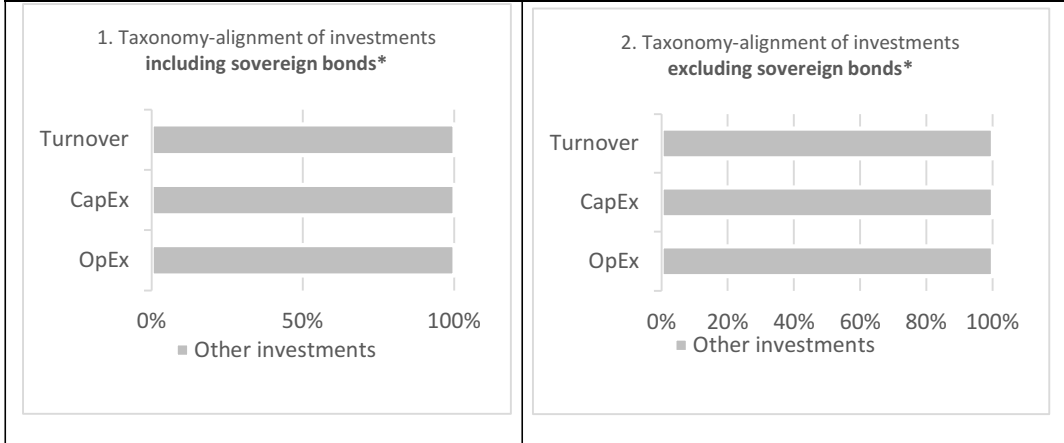 1. Taxonomy-alignment of investments
including sovereign bonds*
Turnover
CapEx
OpEx
0% 50% 100%
Other investments
2. Taxonomy-alignment of investments
excluding sovereign bonds*
Turnover
CapEx
OpEx
0% 20% 40% 60% 80% 100%
Other investments